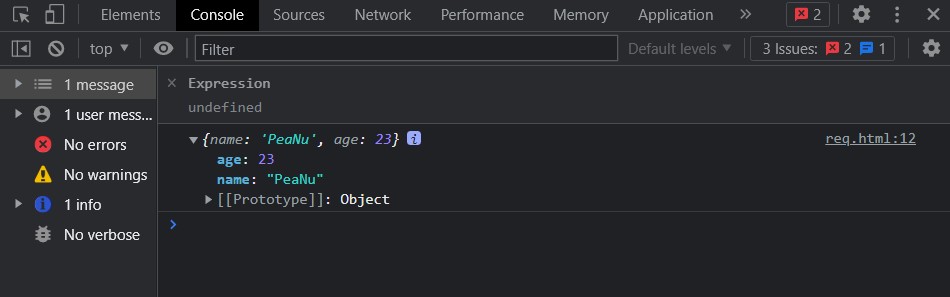 Elements Console Sources Network Performance Memory Application » 2
top ▼ Filter Default levels ▼ 3 Issues: 2 1
1 message
1 user mess...
No errors
No warnings
1 info
No verbose
× Expression
undefined
▼{name: 'PeaNu', age: 23} i req.html:12
age: 23
name: "PeaNu"
▶[[Prototype]]: Object
>